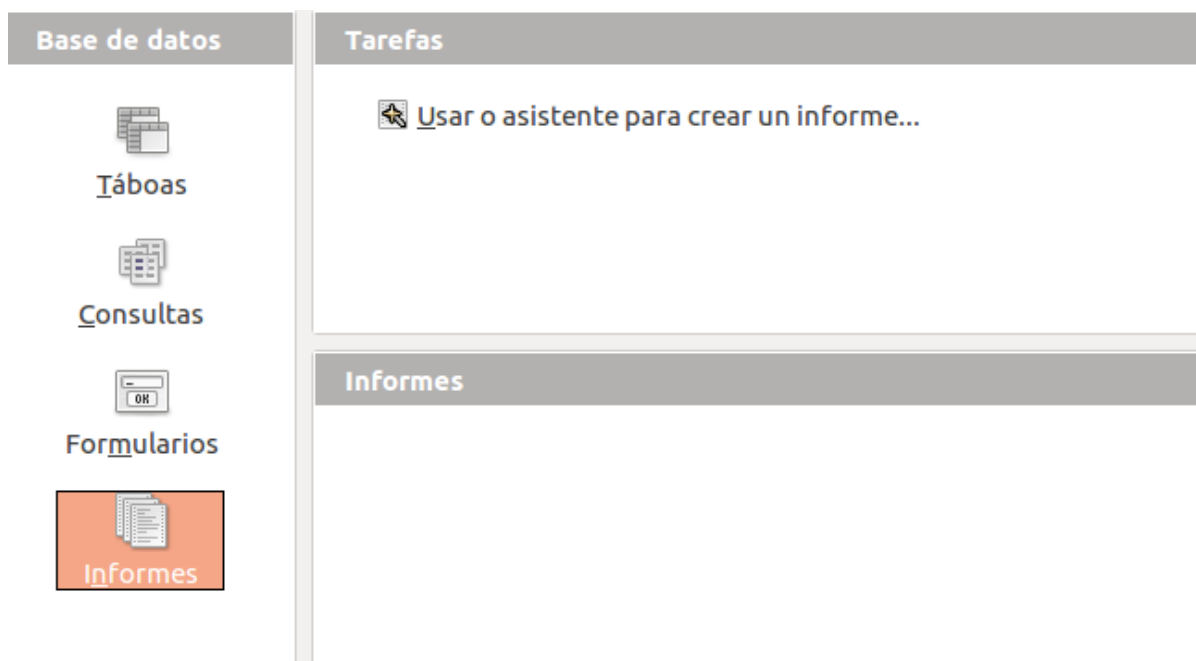 Base de datos
Táboas
Consultas
OK
Formularios
Informes
Tarefas
Usar o asistente para crear un informe...
Informes